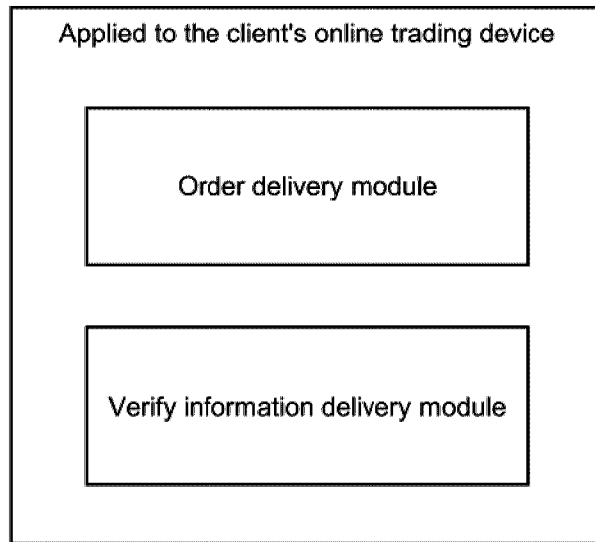 Applied to the client's online trading device
Order delivery module
Verify information delivery module